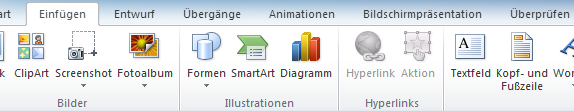 art Einfügen Entwurf Übergänge Animationen Bildschirmpräsentation Überprüfen
k ClipArt Screenshot Fotoalbum Formen SmartArt Diagramm Hyperlink Aktion Textfeld Kopf- und Wor
Fußzeile
Bilder Illustrationen Hyperlinks